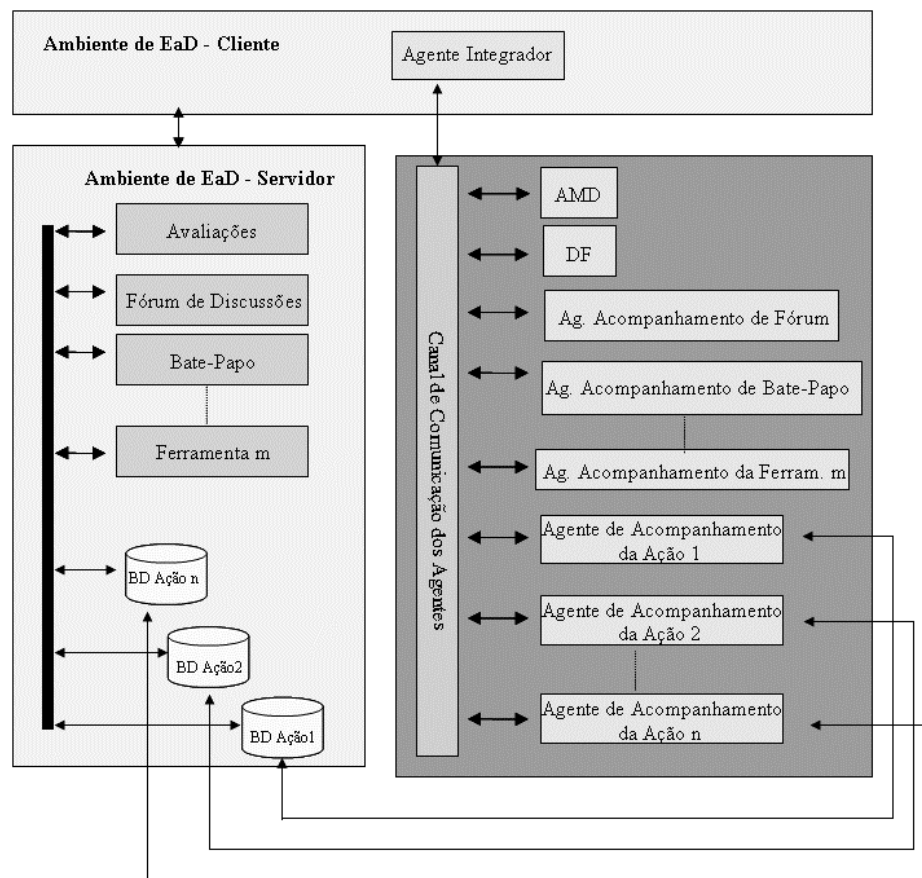 Ambiente de EaD - Cliente
Agente Integrador
Ambiente de EaD - Servidor
Avaliações
Fórum de Discussões
Bate-Papo
Ferramenta m
BD Ação n
BD Ação2
BD Ação1
Canal de Comunicação dos Agentes
AMD
DF
Ag. Acompanhamento de Fórum
Ag. Acompanhamento de Bate-Papo
Ag. Acompanhamento da Ferram. m
Agente de Acompanhamento
da Ação 1
Agente de Acompanhamento
da Ação 2
Agente de Acompanhamento
da Ação n